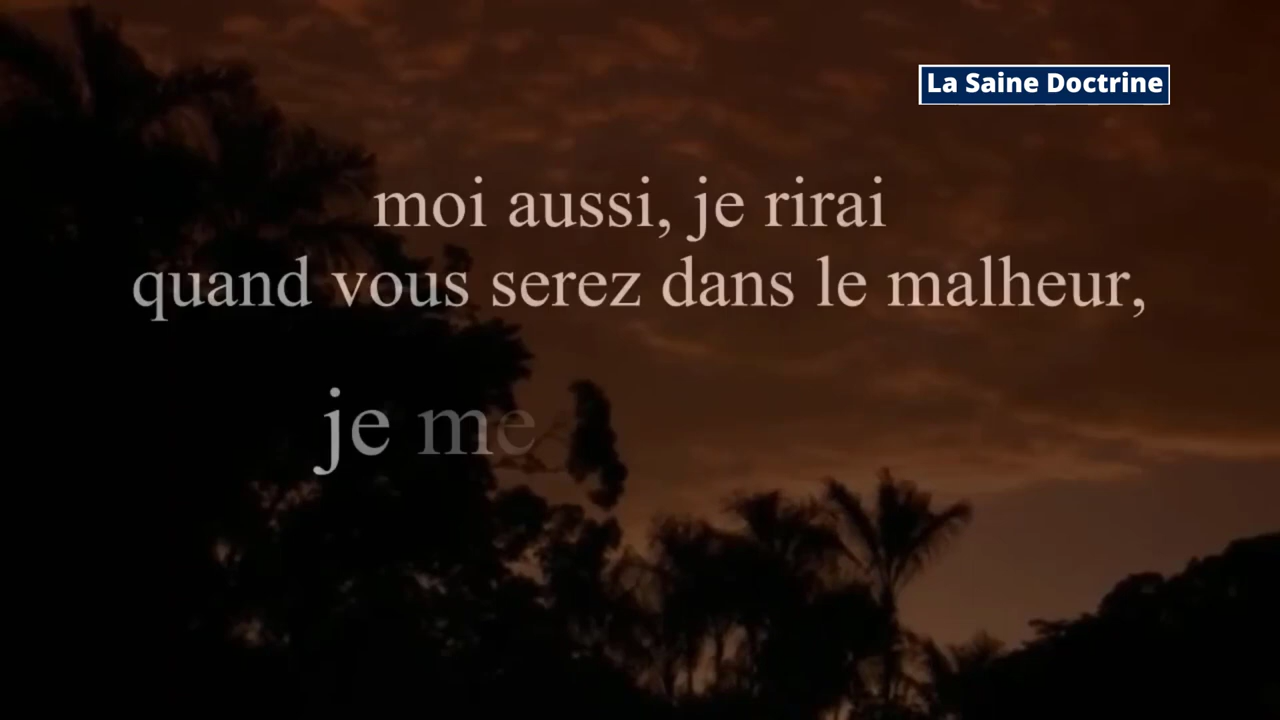 La Saine Doctrine
moi aussi, je rirai
quand vous serez dans le malheur,
je me